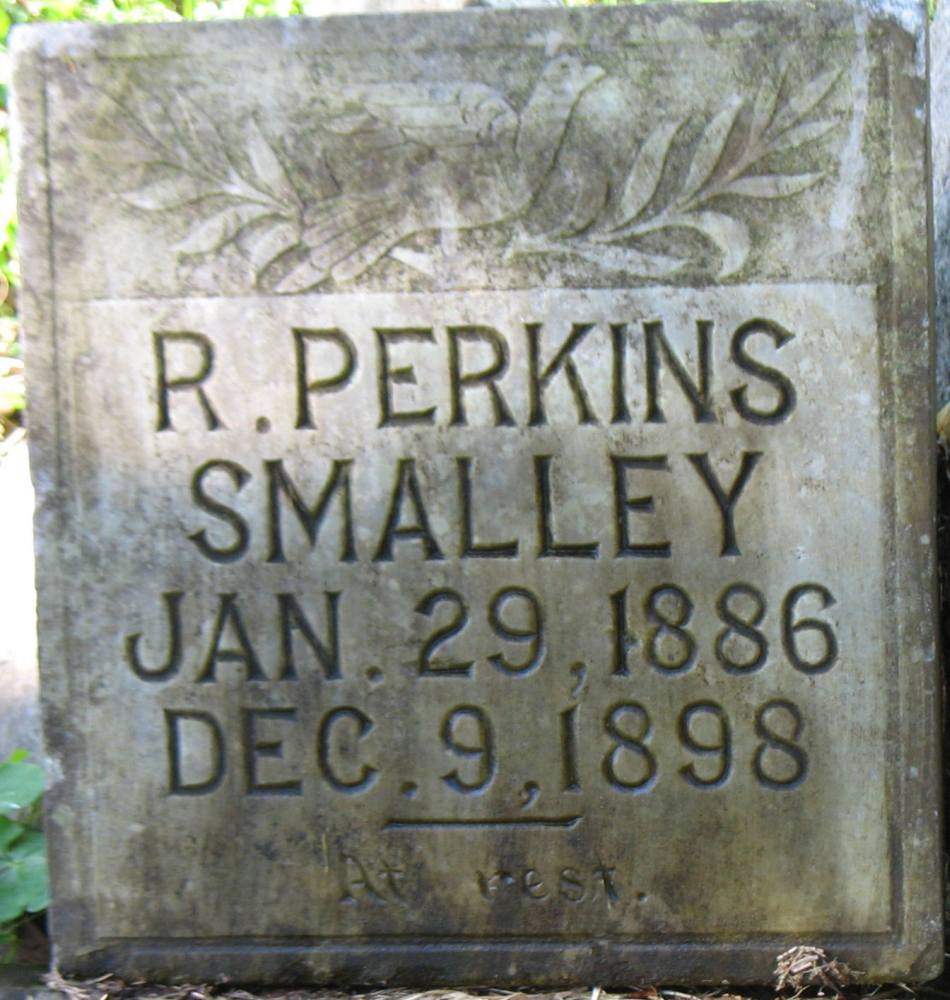 R. PERKINS
SMALLEY
JAN. 29, 1886
DEC. 9, 1898
At rest.